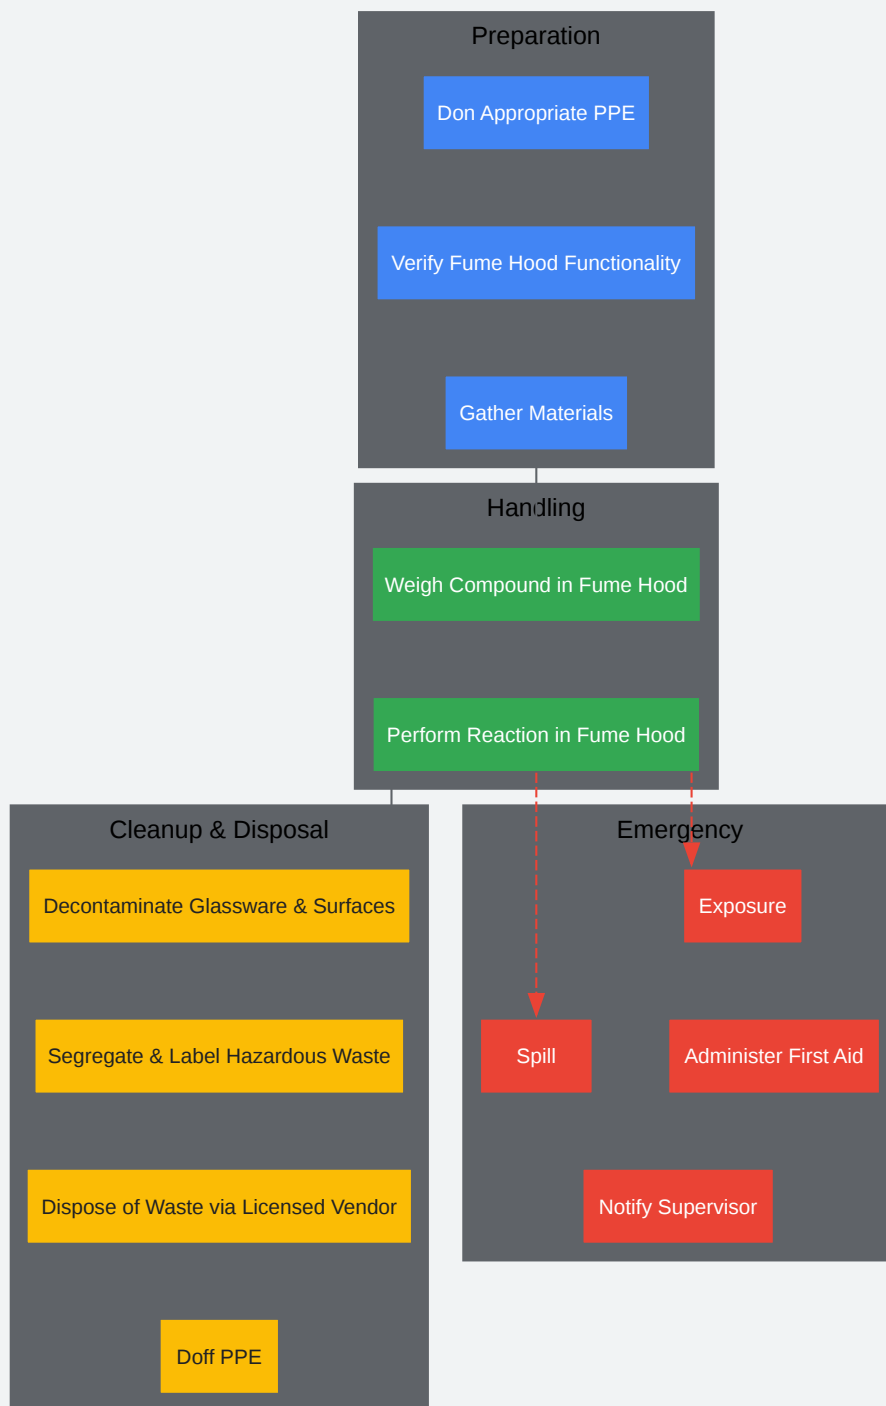 Preparation
Don Appropriate PPE
Verify Fume Hood Functionality
Gather Materials
Handling
Weigh Compound in Fume Hood
Perform Reaction in Fume Hood
Cleanup & Disposal
Decontaminate Glassware & Surfaces
Segregate & Label Hazardous Waste
Dispose of Waste via Licensed Vendor
Doff PPE
Emergency
Exposure
Spill
Administer First Aid
Notify Supervisor